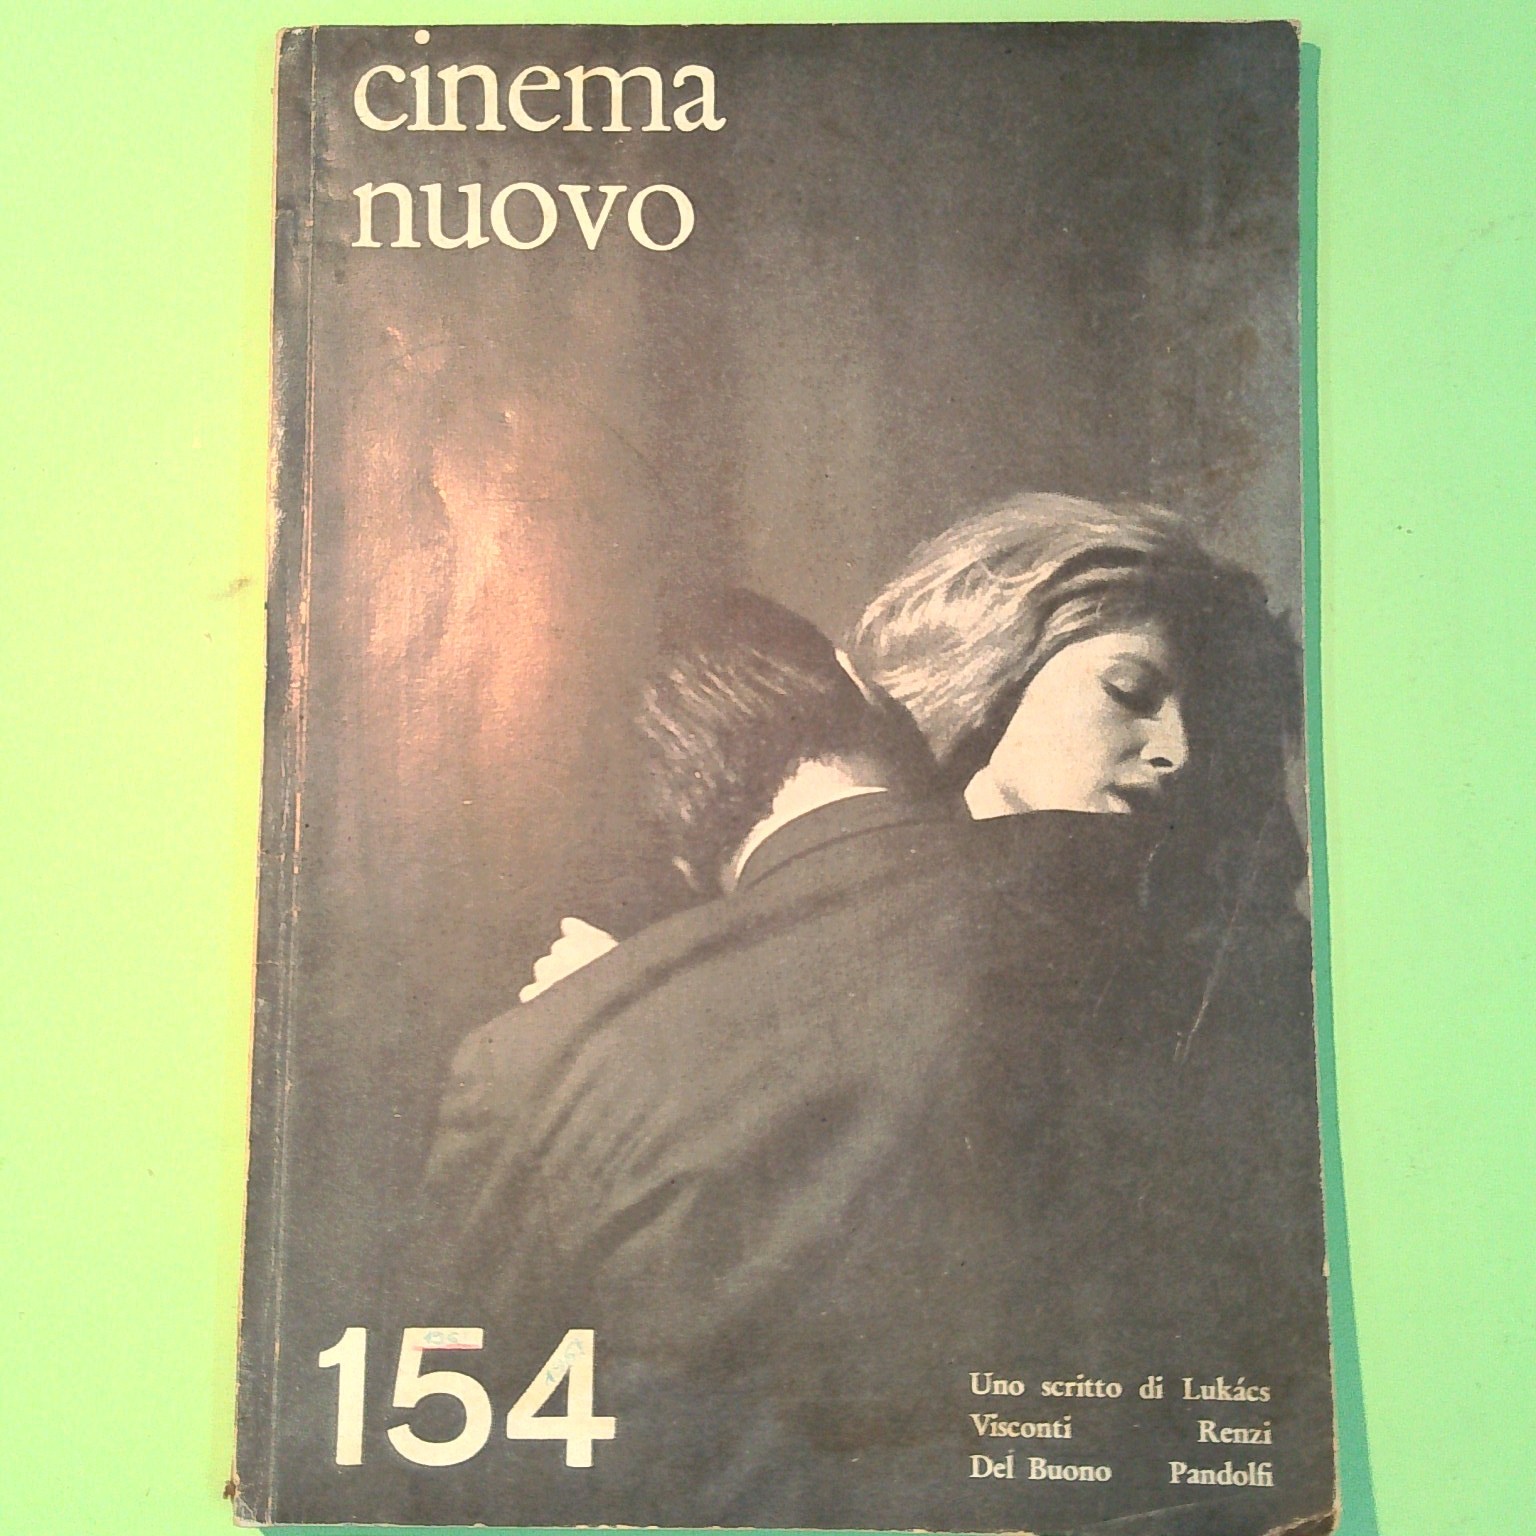 cinema
nuovo
154
Uno scritto di Lukács
Visconti Renzi
Del Buono Pandolfi